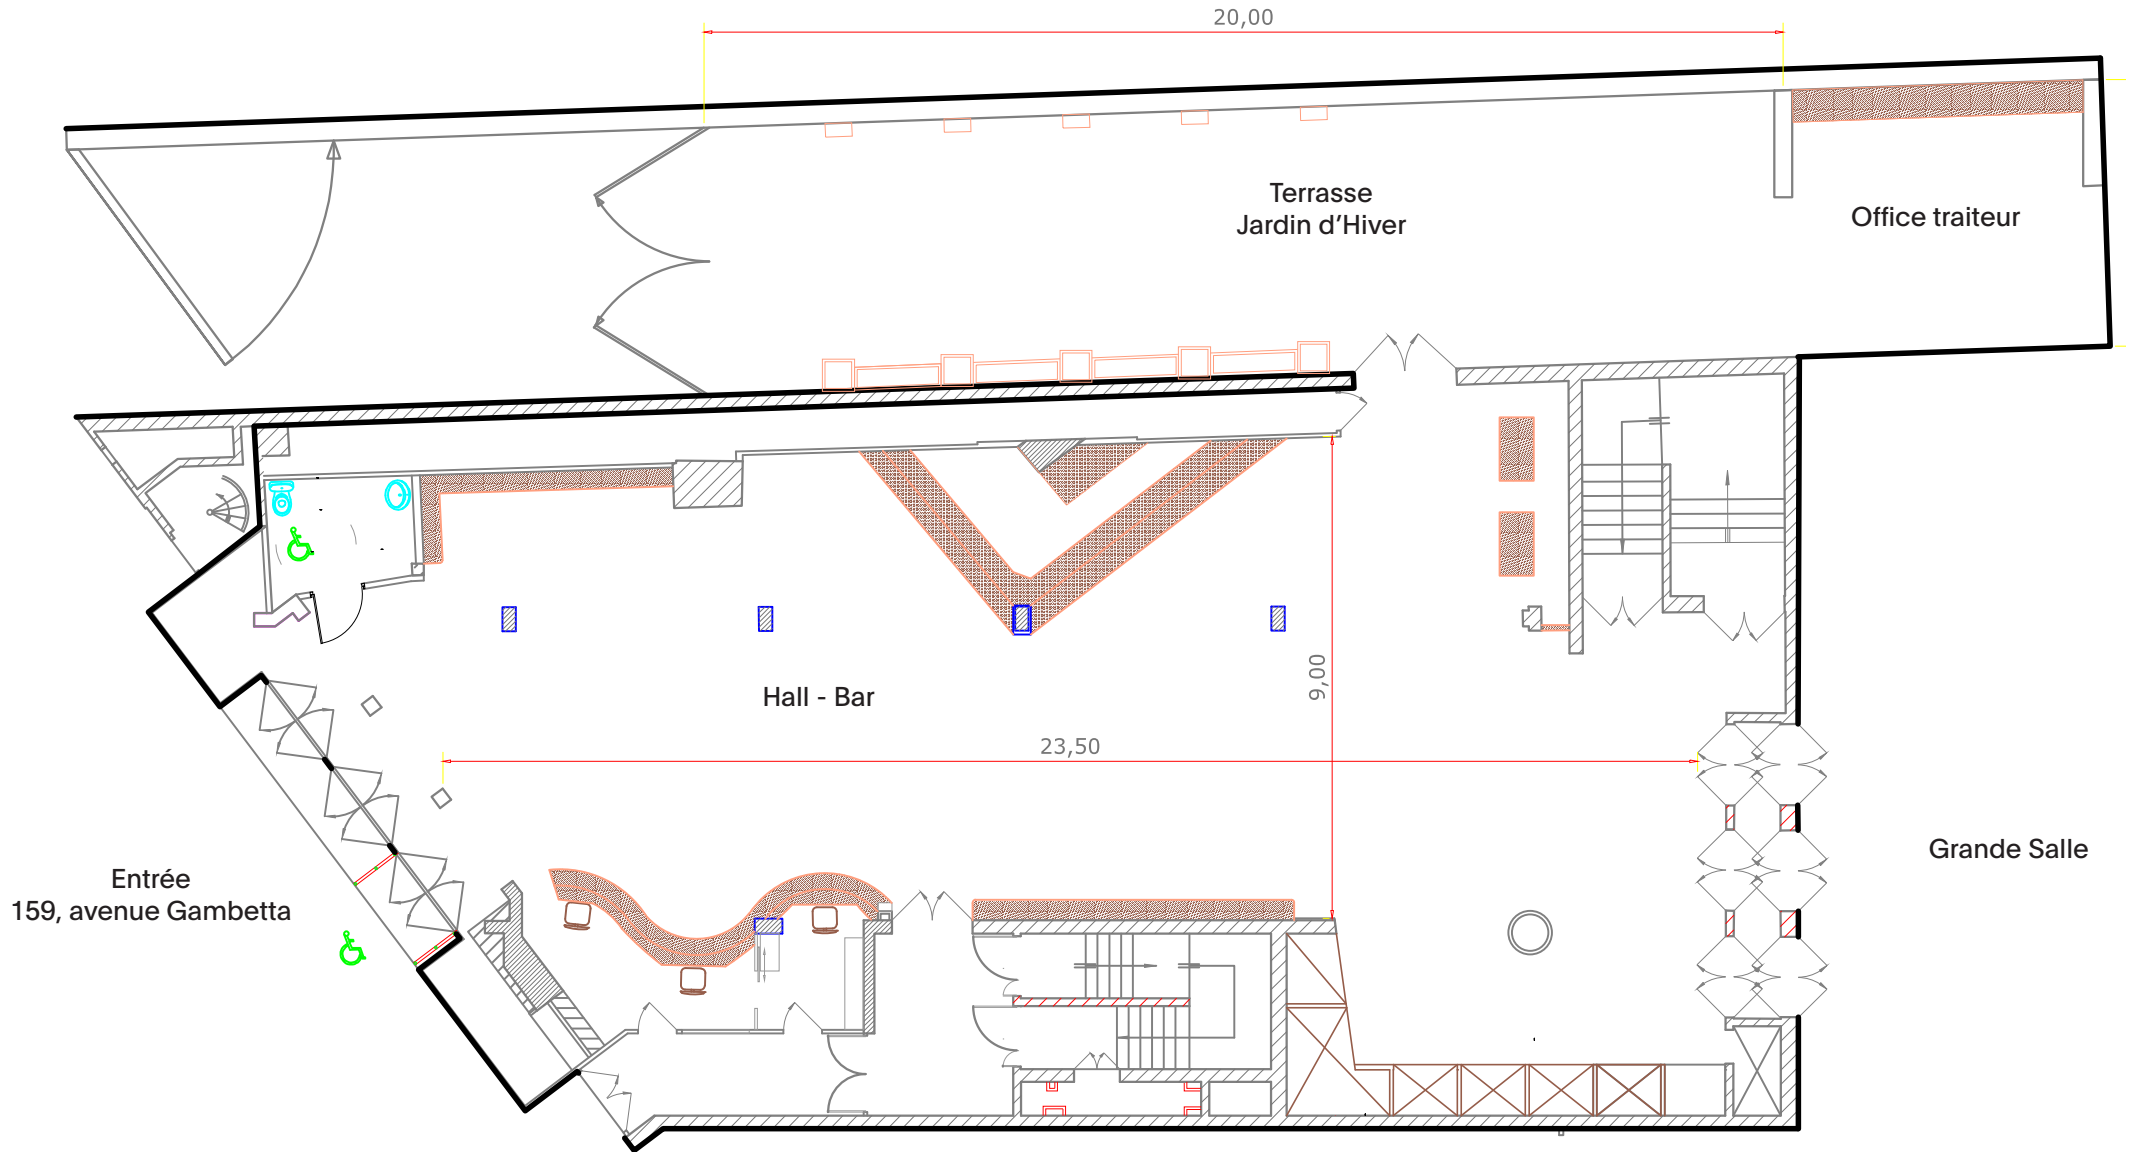 20,00
Terrasse
Jardin d’Hiver
Office traiteur
9,00
Hall - Bar
23,50
Entrée
159, avenue Gambetta
Grande Salle